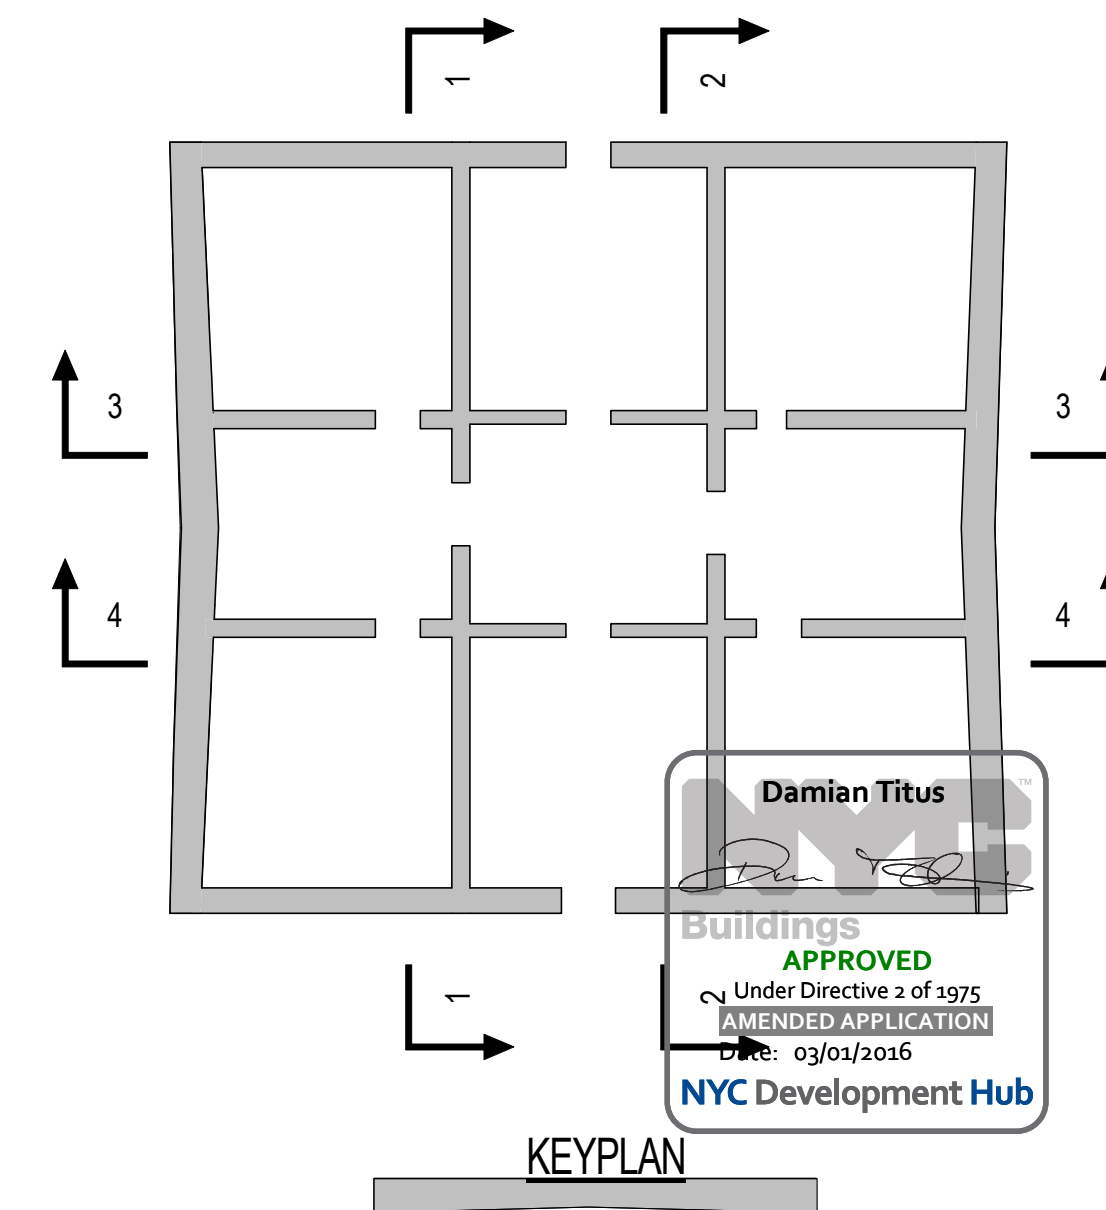 1
2
3
3
4
4
NYC™
Damian Titus
Buildings
APPROVED
1
2
Under Directive 2 of 1975
AMENDED APPLICATION
Date: 03/01/2016
NYC Development Hub
KEYPLAN